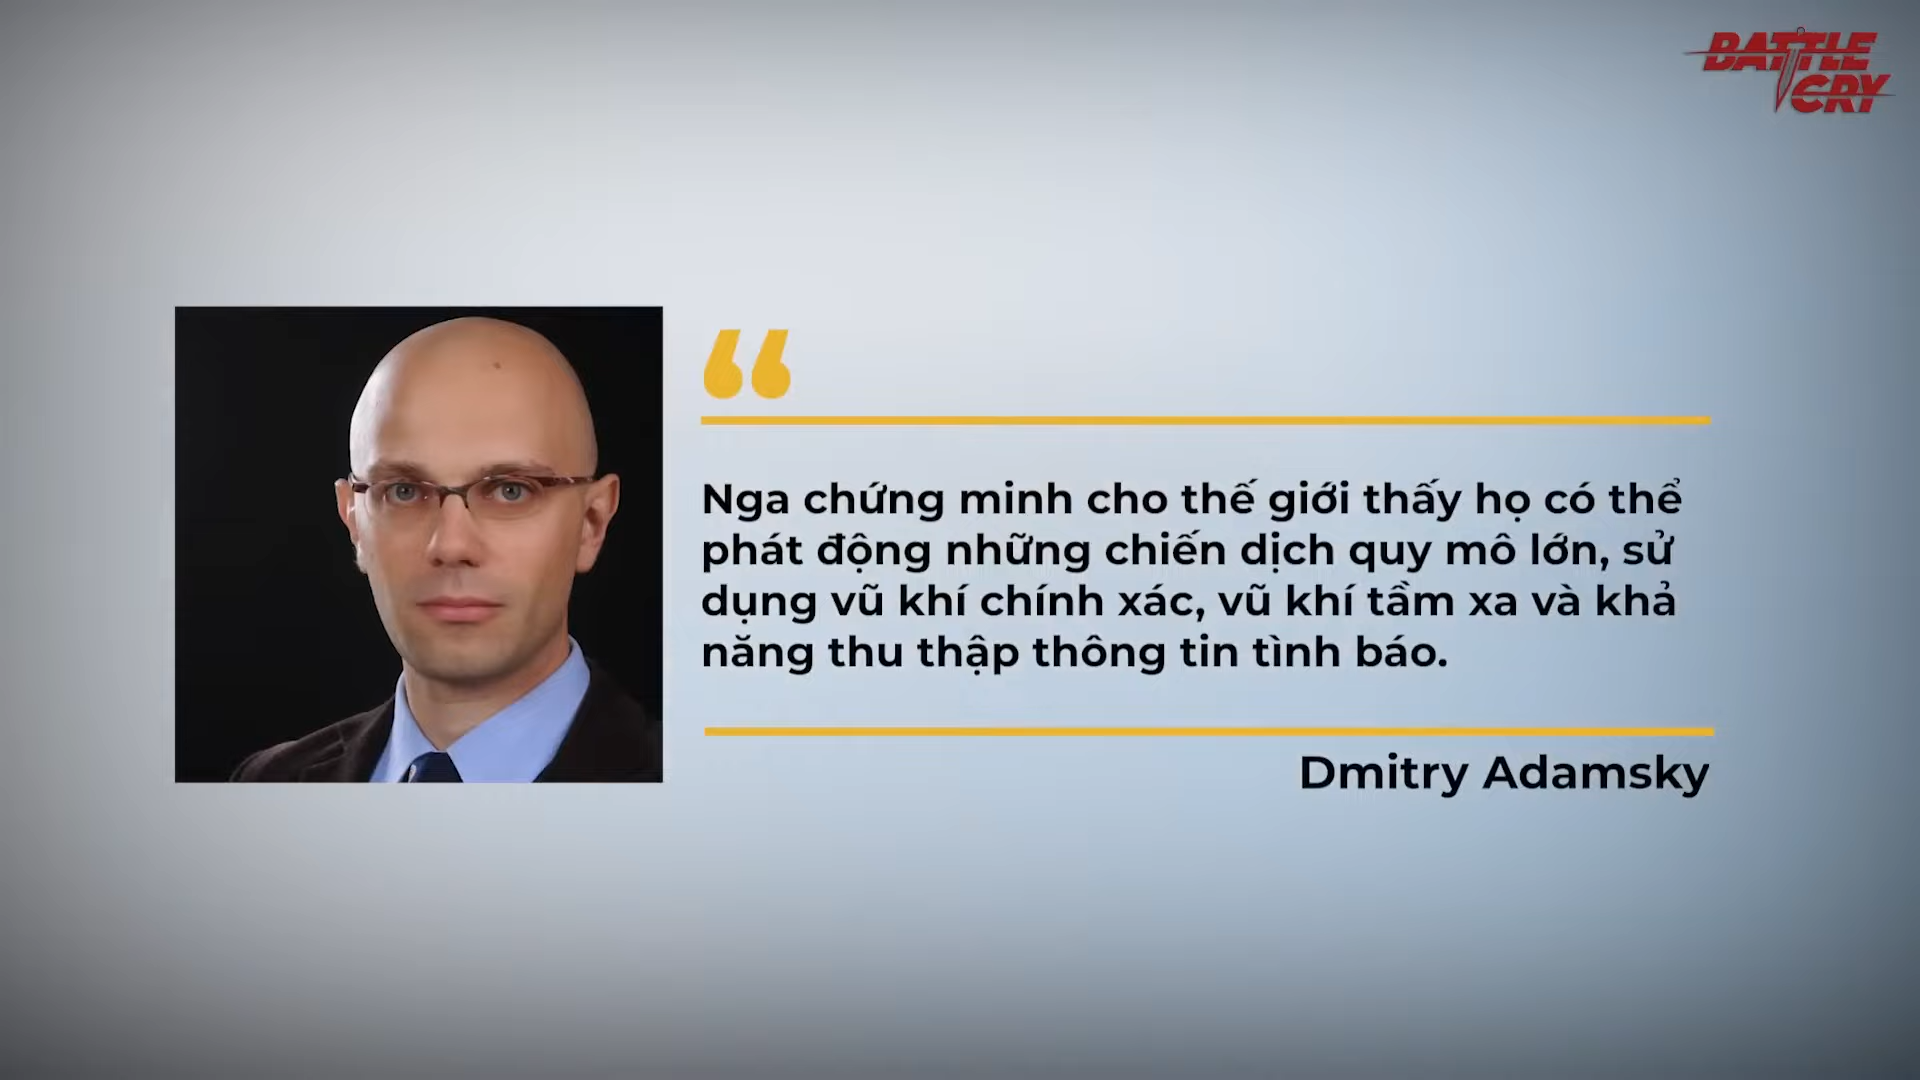 BATTLE
CRY
“
Nga chứng minh cho thế giới thấy họ có thể
phát động những chiến dịch quy mô lớn, sử
dụng vũ khí chính xác, vũ khí tầm xa và khả
năng thu thập thông tin tình báo.
Dmitry Adamsky